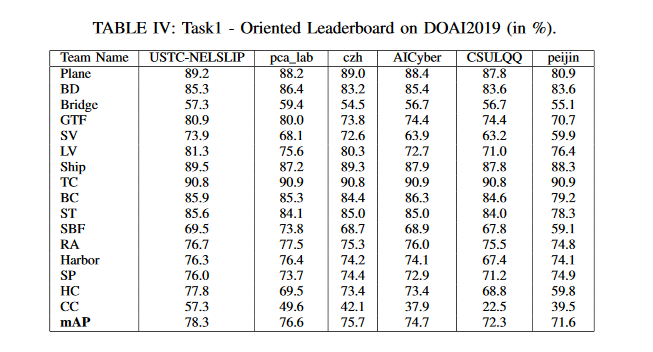 TABLE IV: Task1 - Oriented Leaderboard on DOAI2019 (in %).
Team Name USTC-NELSLIP pca_lab czh AICyber CSULQQ peijin
Plane 89.2 88.2 89.0 88.4 87.8 80.9
BD 85.3 86.4 83.2 85.4 83.6 83.6
Bridge 57.3 59.4 54.5 56.7 56.7 55.1
GTF 80.9 80.0 73.8 74.4 74.4 70.7
SV 73.9 68.1 72.6 63.9 63.2 59.9
LV 81.3 75.6 80.3 72.7 71.0 76.4
Ship 89.5 87.2 89.3 87.9 87.8 88.3
TC 90.8 90.9 90.8 90.9 90.8 90.9
BC 85.9 85.3 84.4 86.3 84.6 79.2
ST 85.6 84.1 85.0 85.0 84.0 78.3
SBF 69.5 73.8 68.7 68.9 67.8 59.1
RA 76.7 77.5 75.3 76.0 75.5 74.8
Harbor 76.3 76.4 74.2 74.1 67.4 74.1
SP 76.0 73.7 74.4 72.9 71.2 74.9
HC 77.8 69.5 73.4 73.4 68.8 59.8
CC 57.3 49.6 42.1 37.9 22.5 39.5
mAP 78.3 76.6 75.7 74.7 72.3 71.6